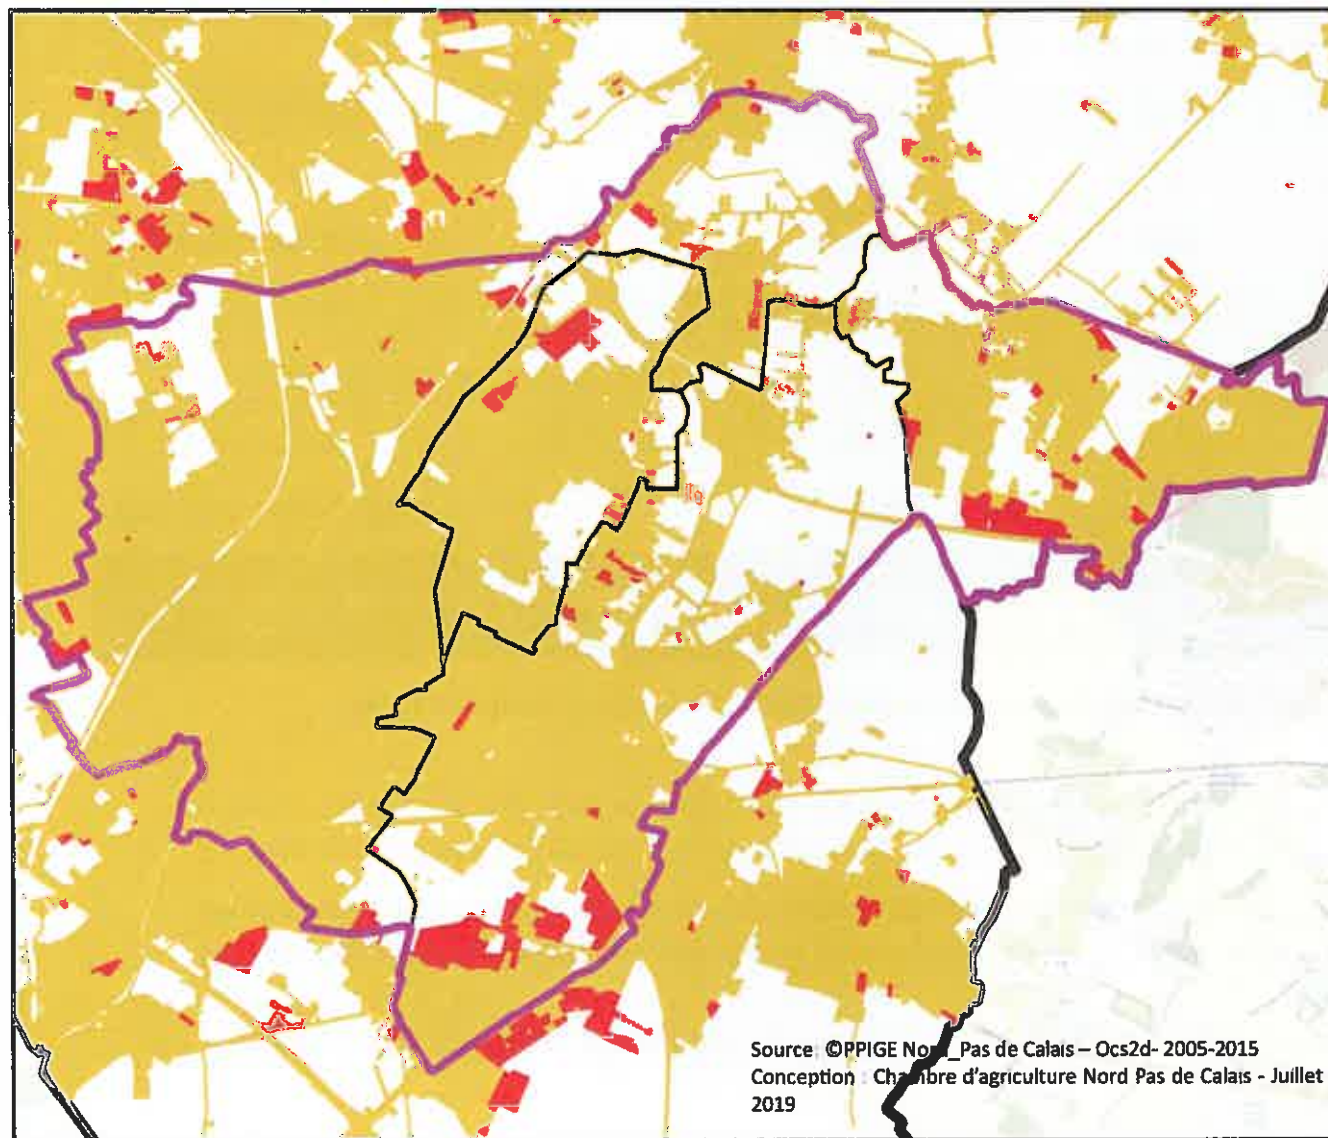 Source ©PPIGE Nord_Pas de Calais – Ocs2d- 2005-2015
Conception : Chambre d'agriculture Nord Pas de Calais - Juillet
2019